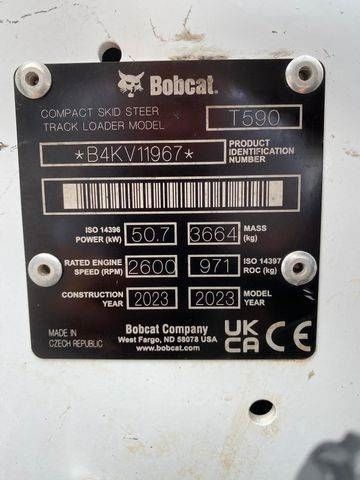 Bobcat.
COMPACT SKID STEER
TRACK LOADER MODEL
T590
*B4KV11967*
PRODUCT
IDENTIFICATION
NUMBER
ISO 14396
POWER (kW)
50.7
3664
MASS
(kg)
RATED ENGINE
SPEED (RPM)
2600
971
ISO 14397
ROC (kg)
CONSTRUCTION
YEAR
2023
2023
MODEL
YEAR
MADE IN
CZECH REPUBLIC
Bobcat Company
West Fargo, ND 58078 USA
www.bobcat.com
UK
CA
CE